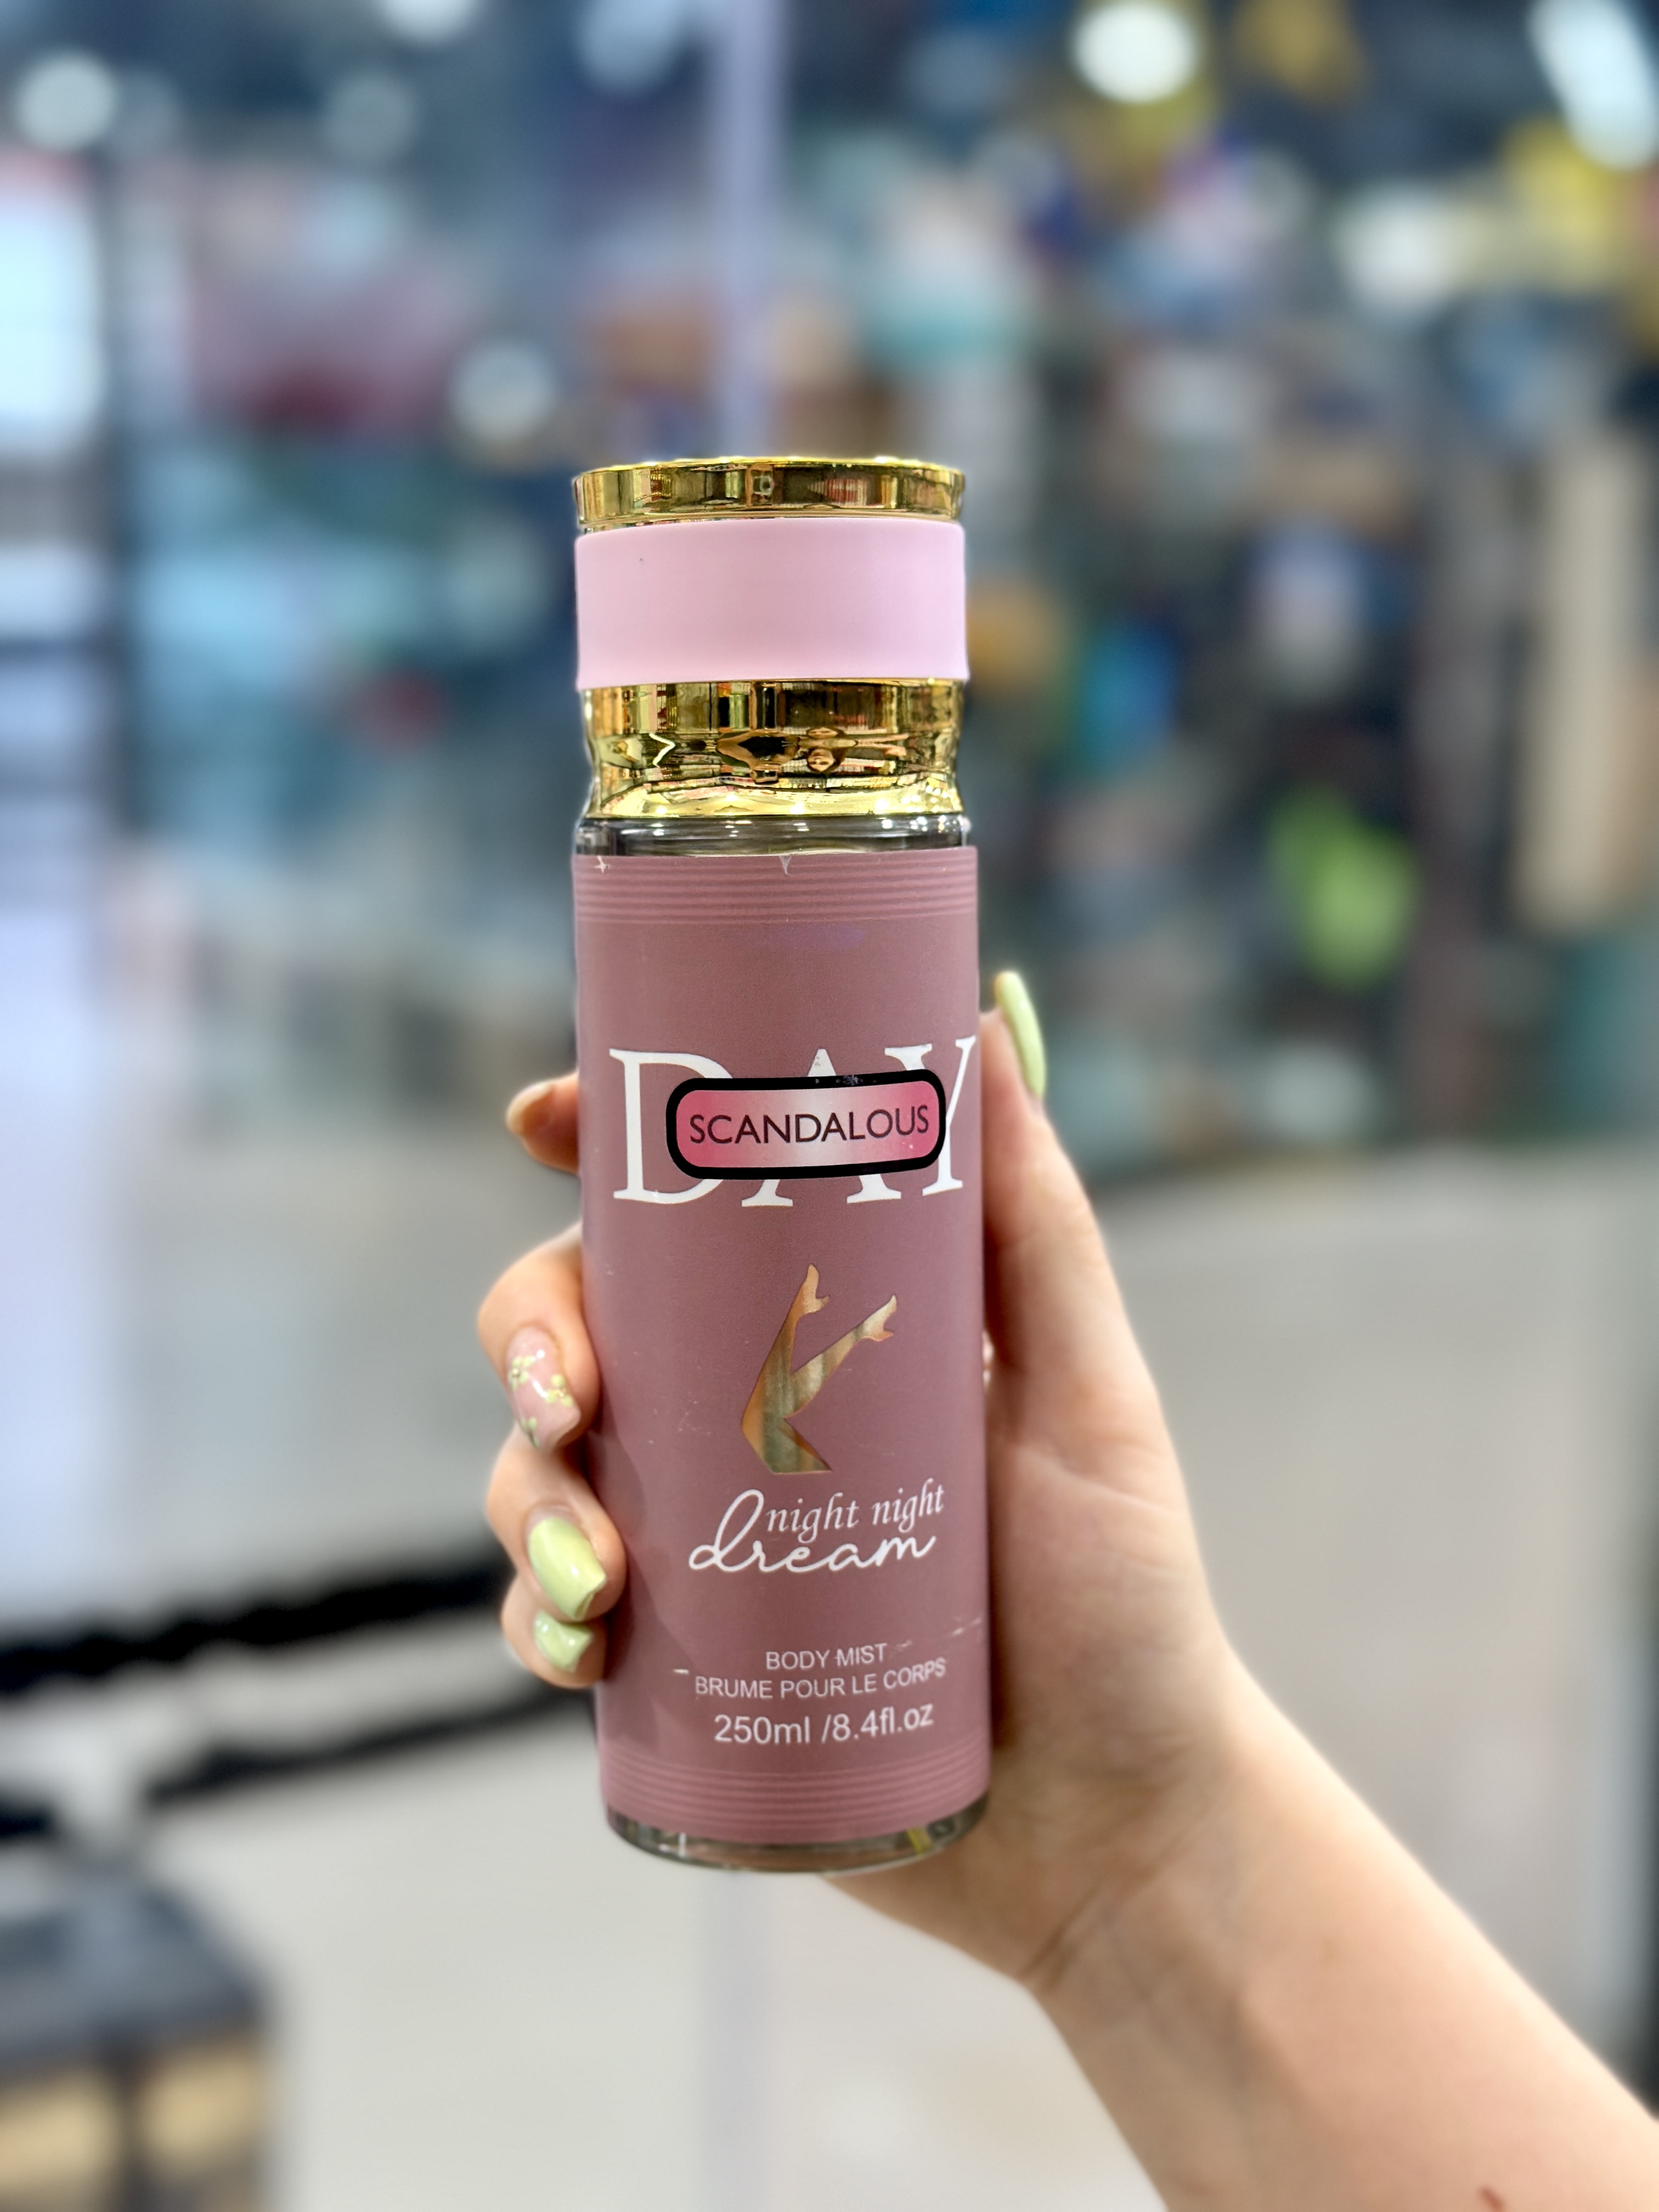 DAY
SCANDALOUS
night night
dream
BODY MIST
BRUME POUR LE CORPS
250ml /8.4fl.oz